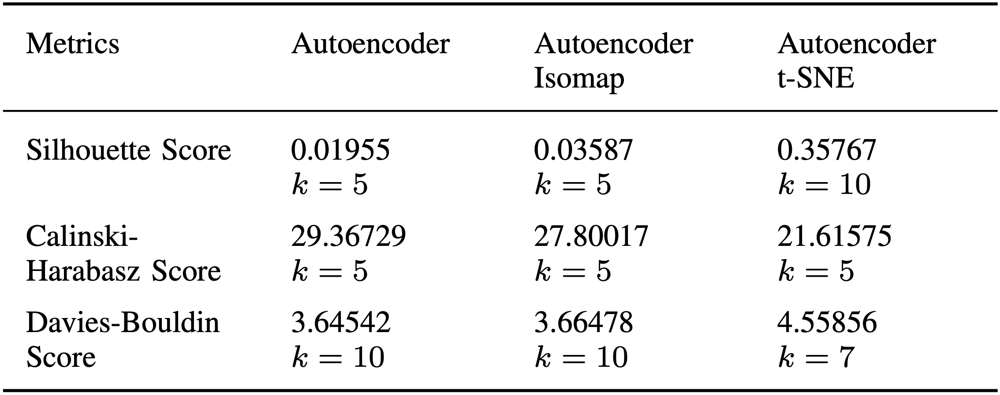 Metrics Autoencoder Autoencoder Autoencoder
Isomap t-SNE
Silhouette Score 0.01955 0.03587 0.35767
k = 5 k = 5 k = 10
Calinski- 29.36729 27.80017 21.61575
Harabasz Score k = 5 k = 5 k = 5
Davies-Bouldin 3.64542 3.66478 4.55856
Score k = 10 k = 10 k = 7